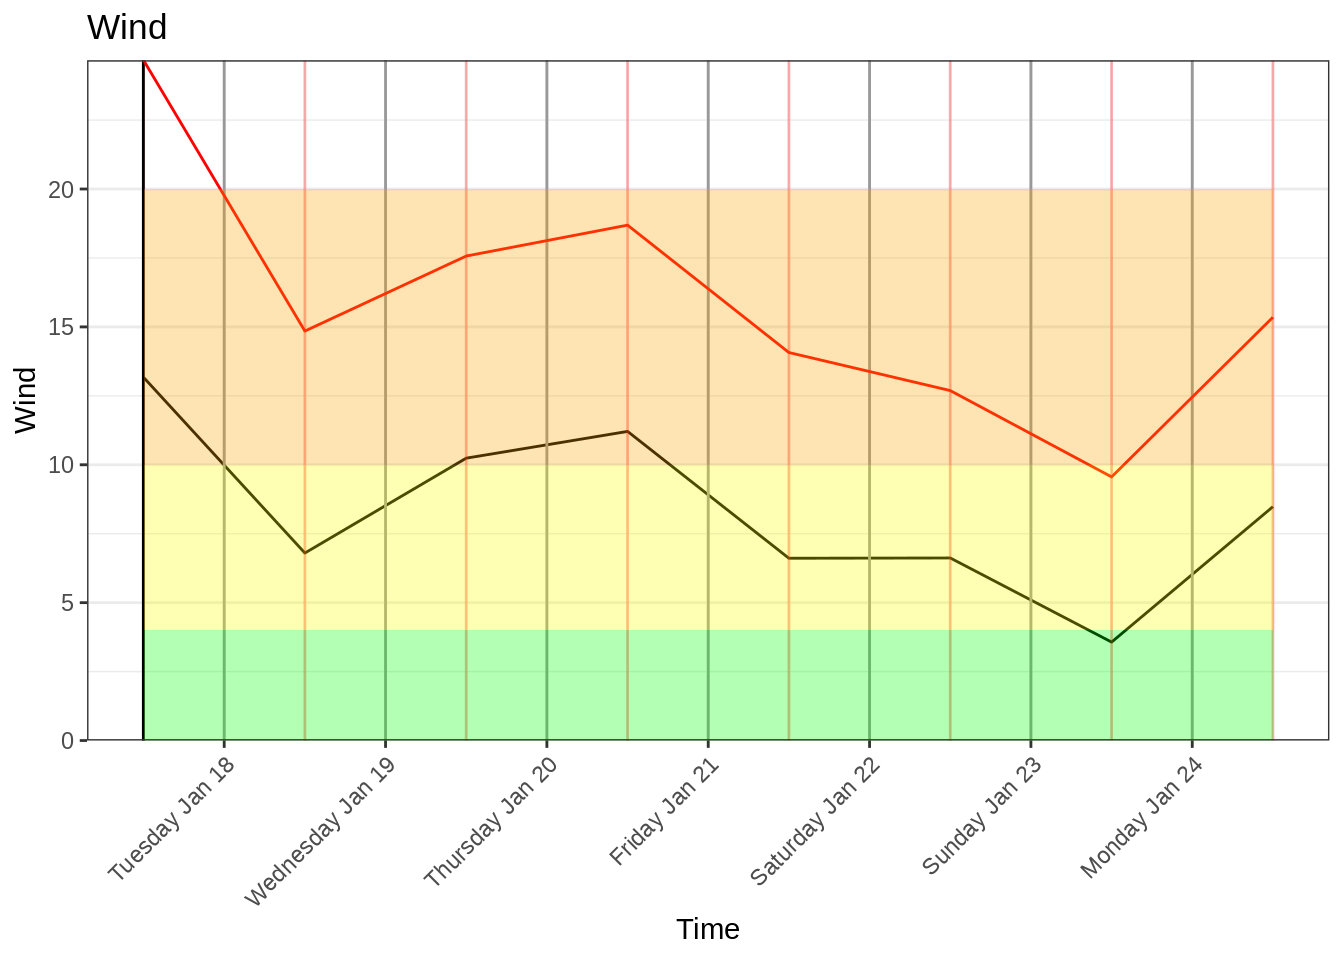 Wind
Wind
20
15
10
5
0
Tuesday Jan 18
Wednesday Jan 19
Thursday Jan 20
Friday Jan 21
Saturday Jan 22
Sunday Jan 23
Monday Jan 24
Time